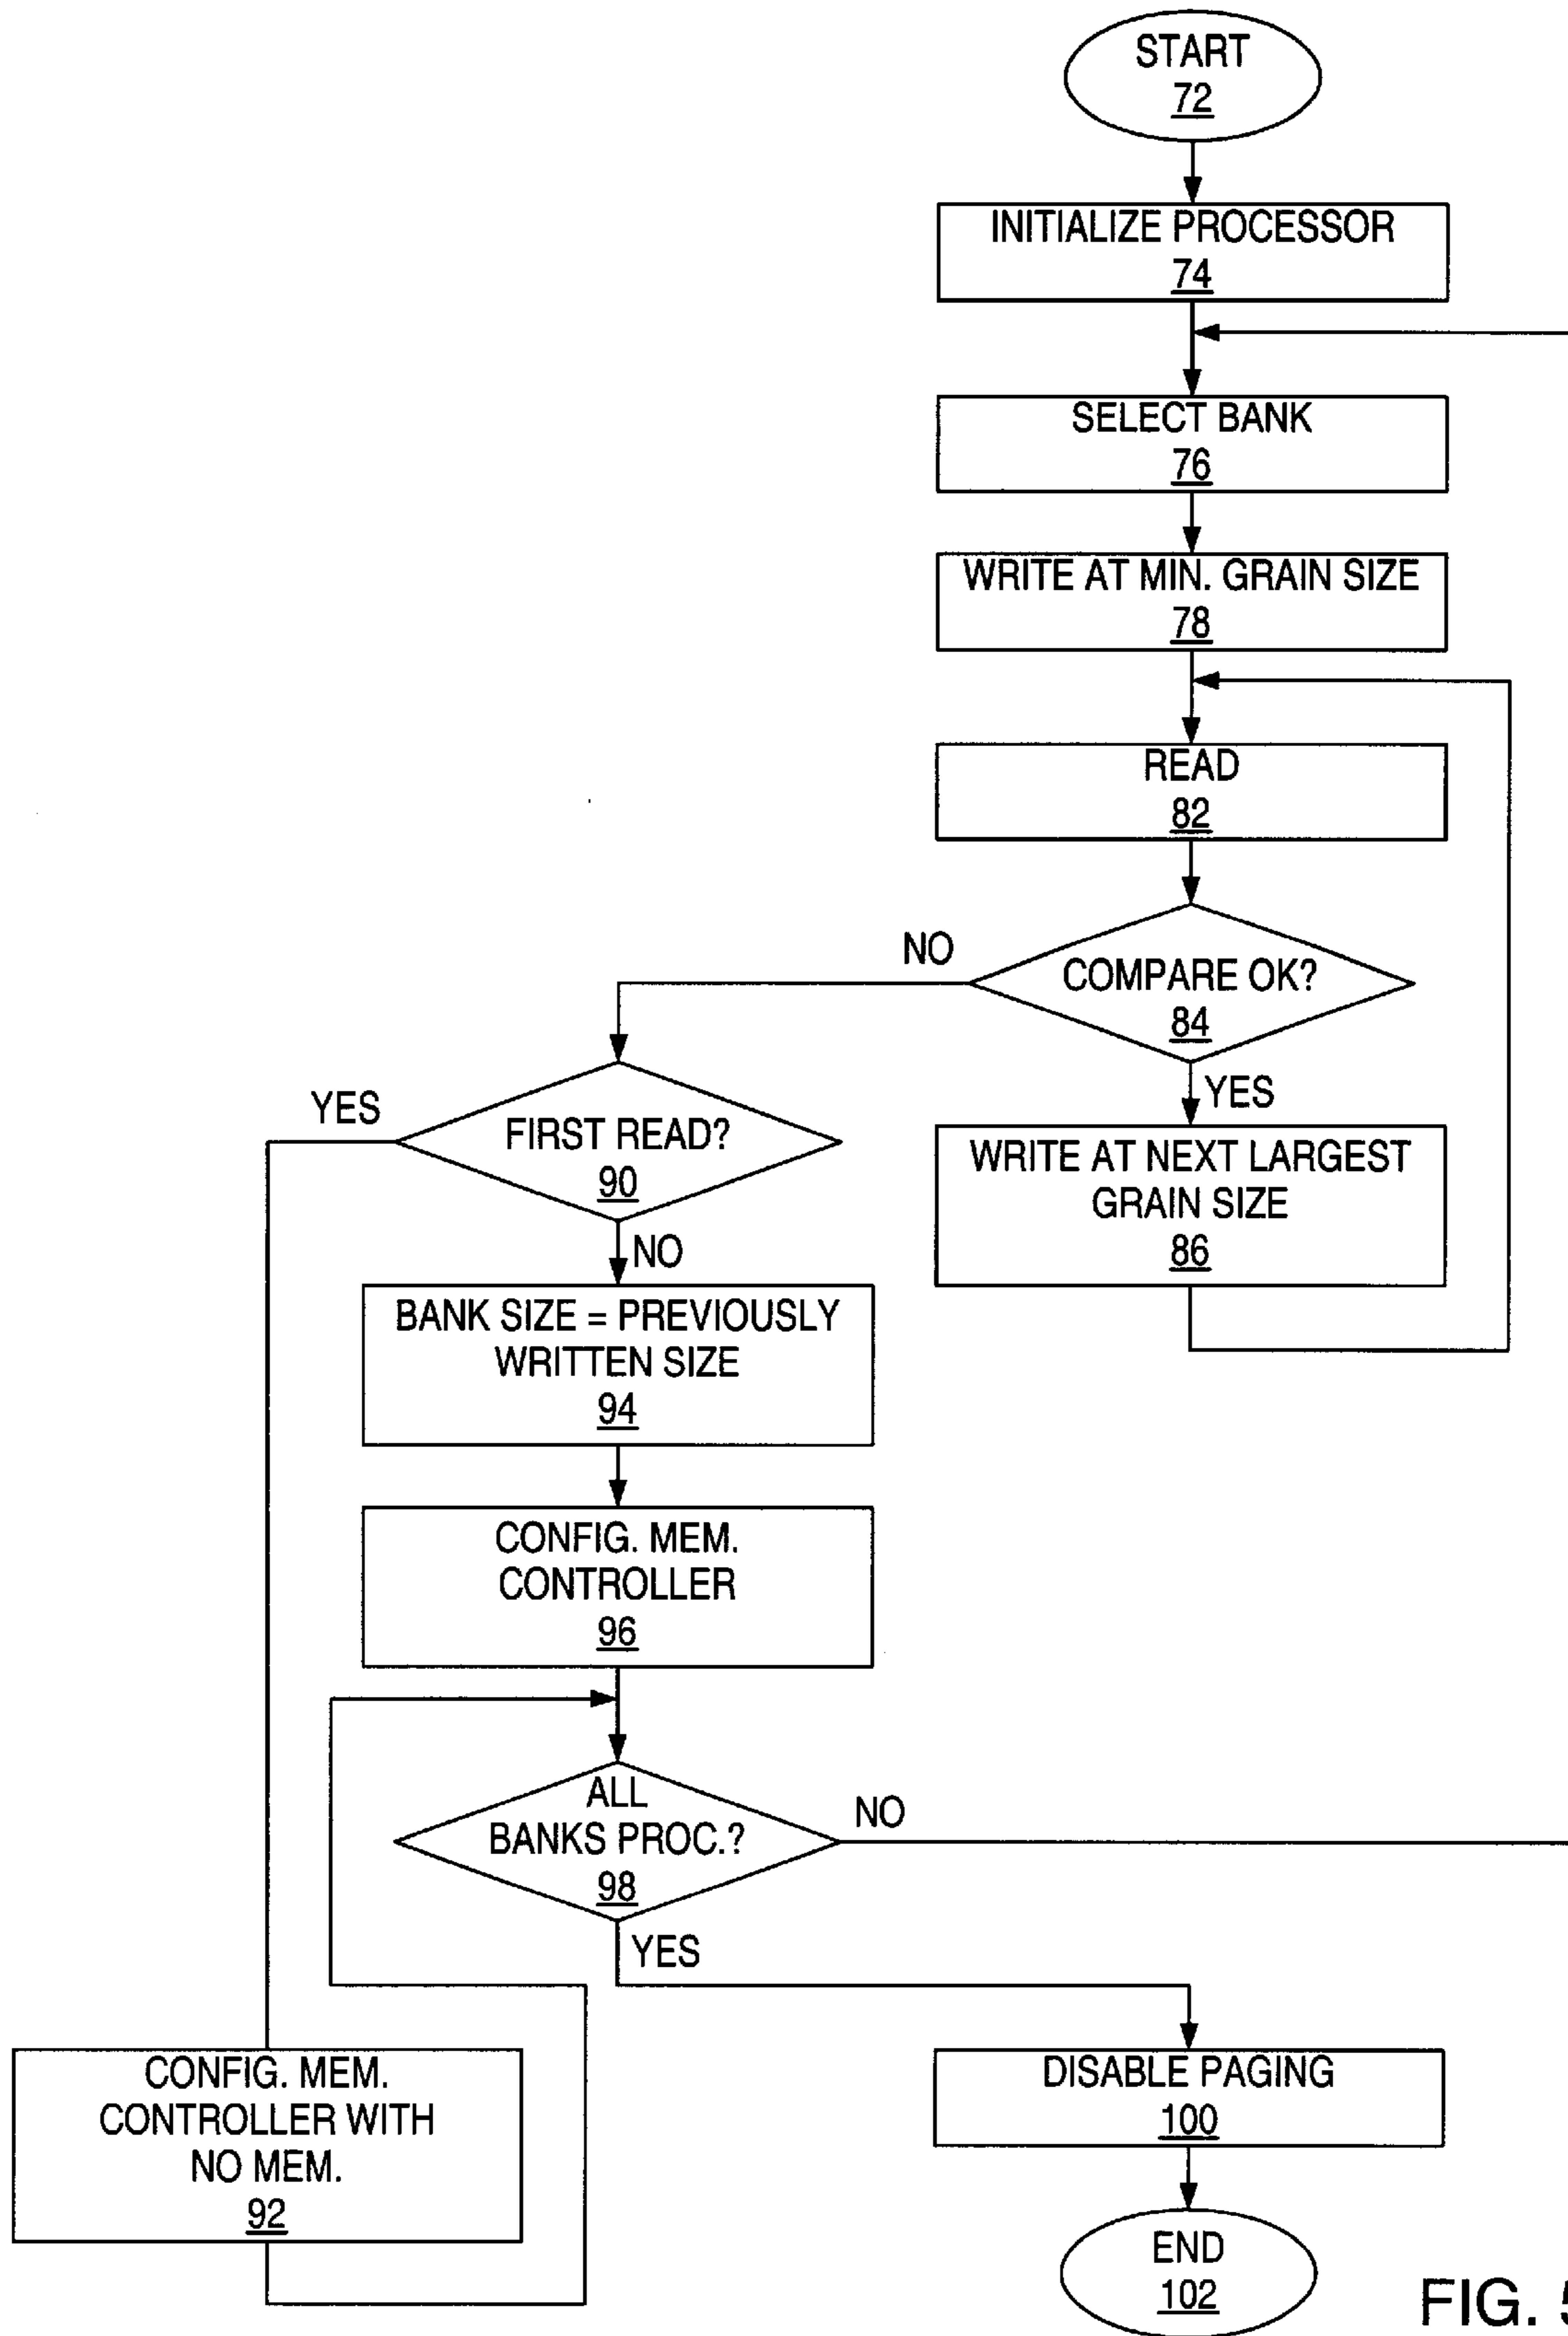 START
72
INITIALIZE PROCESSOR
74
SELECT BANK
76
WRITE AT MIN. GRAIN SIZE
78
READ
82
NO
COMPARE OK?
84
YES
YES
FIRST READ?
90
WRITE AT NEXT LARGEST
GRAIN SIZE
86
NO
BANK SIZE = PREVIOUSLY
WRITTEN SIZE
94
CONFIG. MEM.
CONTROLLER
96
ALL
BANKS PROC.?
98
NO
YES
CONFIG. MEM.
CONTROLLER WITH
NO MEM.
92
DISABLE PAGING
100
END
102
FIG. 5